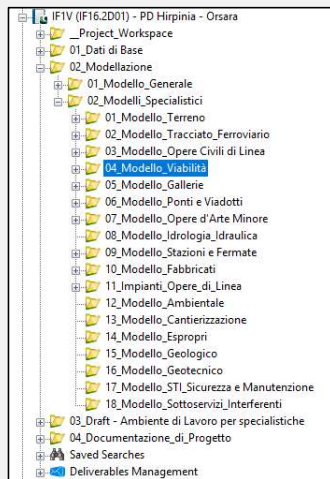 IF1V (IF16.2D01) - PD Hirpinia - Orsara
__Project_Workspace
01_Dati di Base
02_Modellazione
01_Modello_Generale
02_Modelli_Specialistici
01_Modello_Terreno
02_Modello_Tracciato_Ferroviario
03_Modello_Opere Civili di Linea
04_Modello_Viabilità
05_Modello_Gallerie
06_Modello_Ponti e Viadotti
07_Modello_Opere d'Arte Minore
08_Modello_Idrologia_Idraulica
09_Modello_Stazioni e Fermate
10_Modello_Fabbricati
11_Impianti_Opere_di_Linea
12_Modello_Ambientale
13_Modello_Cantierizzazione
14_Modello_Espropri
15_Modello_Geologico
16_Modello_Geotecnico
17_Modello_STI_Sicurezza e Manutenzione
18_Modello_Sottoservizi_Interferenti
03_Draft - Ambiente di Lavoro per specialistiche
04_Documentazione_di_Progetto
Saved Searches
Deliverables Management